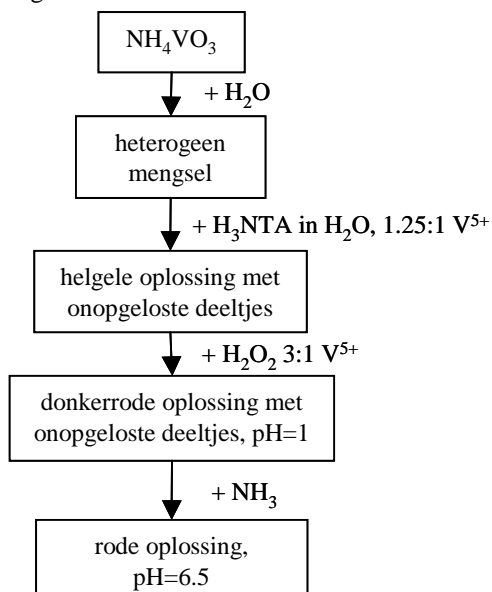 NH₄VO₃
+ H₂O
heterogeen
mengsel
+ H₃NTA in H₂O, 1.25:1 V⁵⁺
helgele oplossing met
onopgeloste deeltjes
+ H₂O₂ 3:1 V⁵⁺
donkerrode oplossing met
onopgeloste deeltjes, pH=1
+ NH₃
rode oplossing,
pH=6.5